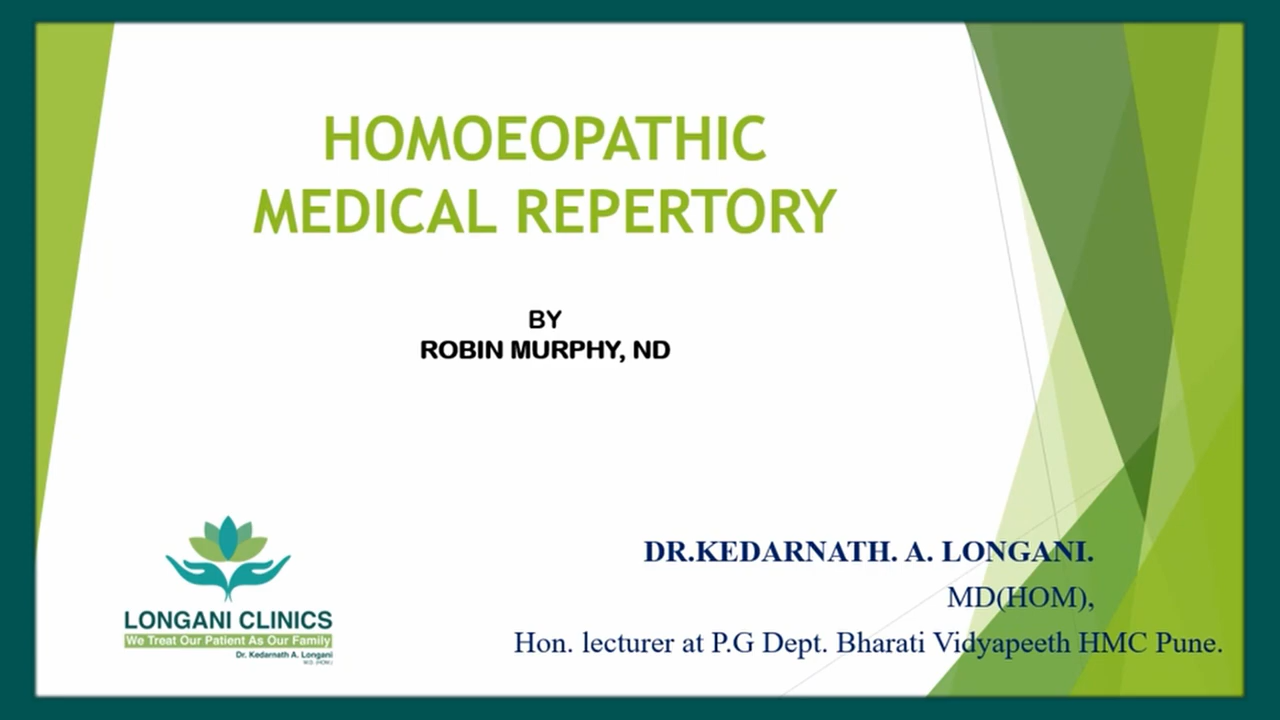 HOMOEOPATHIC
MEDICAL REPERTORY
BY
ROBIN MURPHY, ND
DR.KEDARNATH. A. LONGANI.
MD(HOM),
Hon. lecturer at P.G Dept. Bharati Vidyapeeth HMC Pune.
LONGANI CLINICS
We Treat Our Patient As Our Family
Dr. Kedarnath A. Longani
M.D. (HOM.)